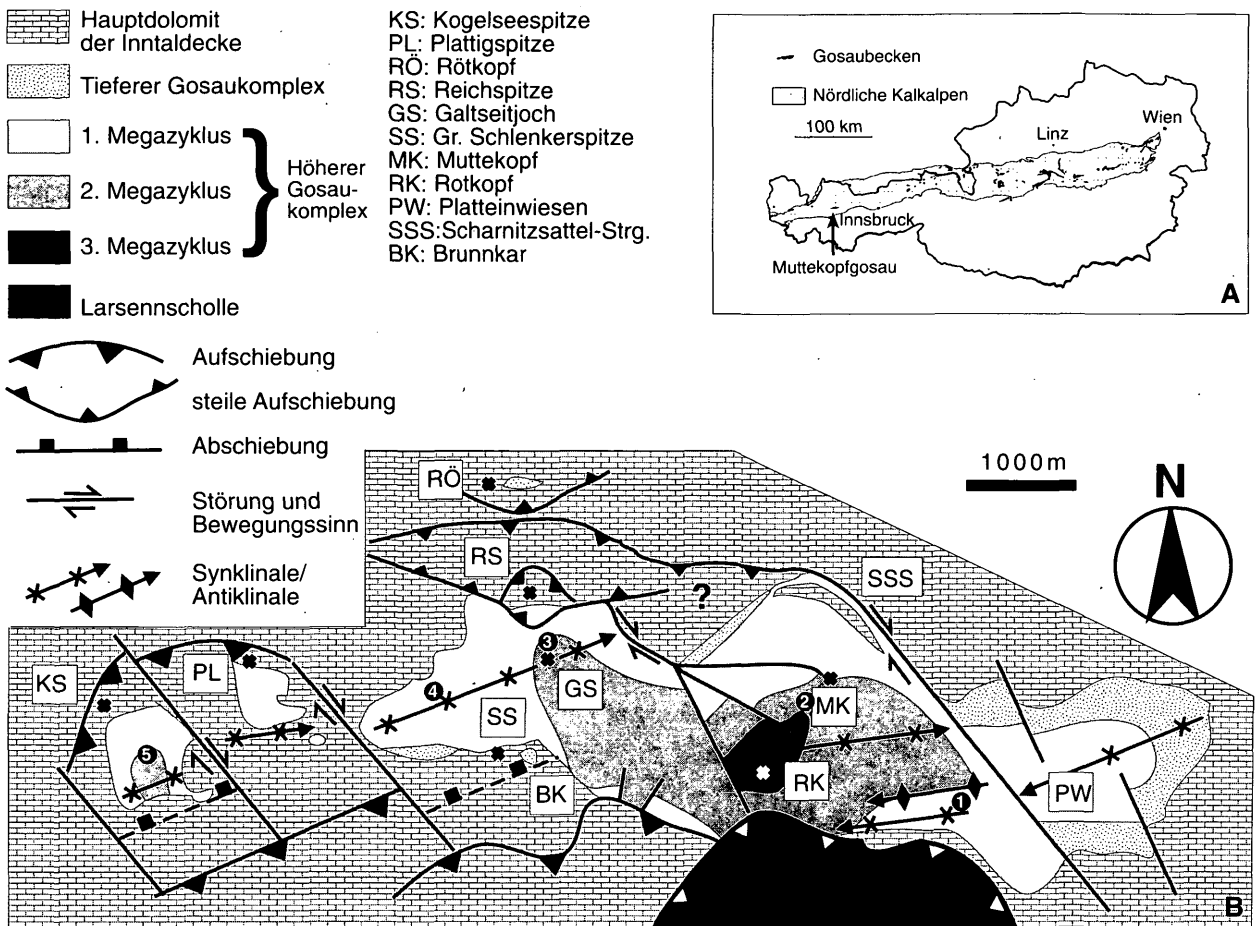 Hauptdolomit
der Inntaldecke
Tieferer Gosaukomplex
1. Megazyklus
2. Megazyklus
3. Megazyklus
Höherer
Gosau-
komplex
Larsennscholle
Aufschiebung
steile Aufschiebung
Abschiebung
Störung und
Bewegungssinn
Synklinale/
Antiklinale
KS: Kogelseespitze
PL: Plattigspitze
RÖ: Rötkopf
RS: Reichspitze
GS: Galtseitjoch
SS: Gr. Schlenkerspitze
MK: Muttekopf
RK: Rotkopf
PW: Platteinwiesen
SSS:Scharnitzsattel-Strg.
BK: Brunnkar
Gosaubecken
Nördliche Kalkalpen
100 km
Wien
Linz
Innsbruck
Muttekopfgosau
A
1000m
N
RÖ
RS
?
SSS
KS
PL
3
GS
4
SS
2
MK
5
BK
RK
1
PW
B